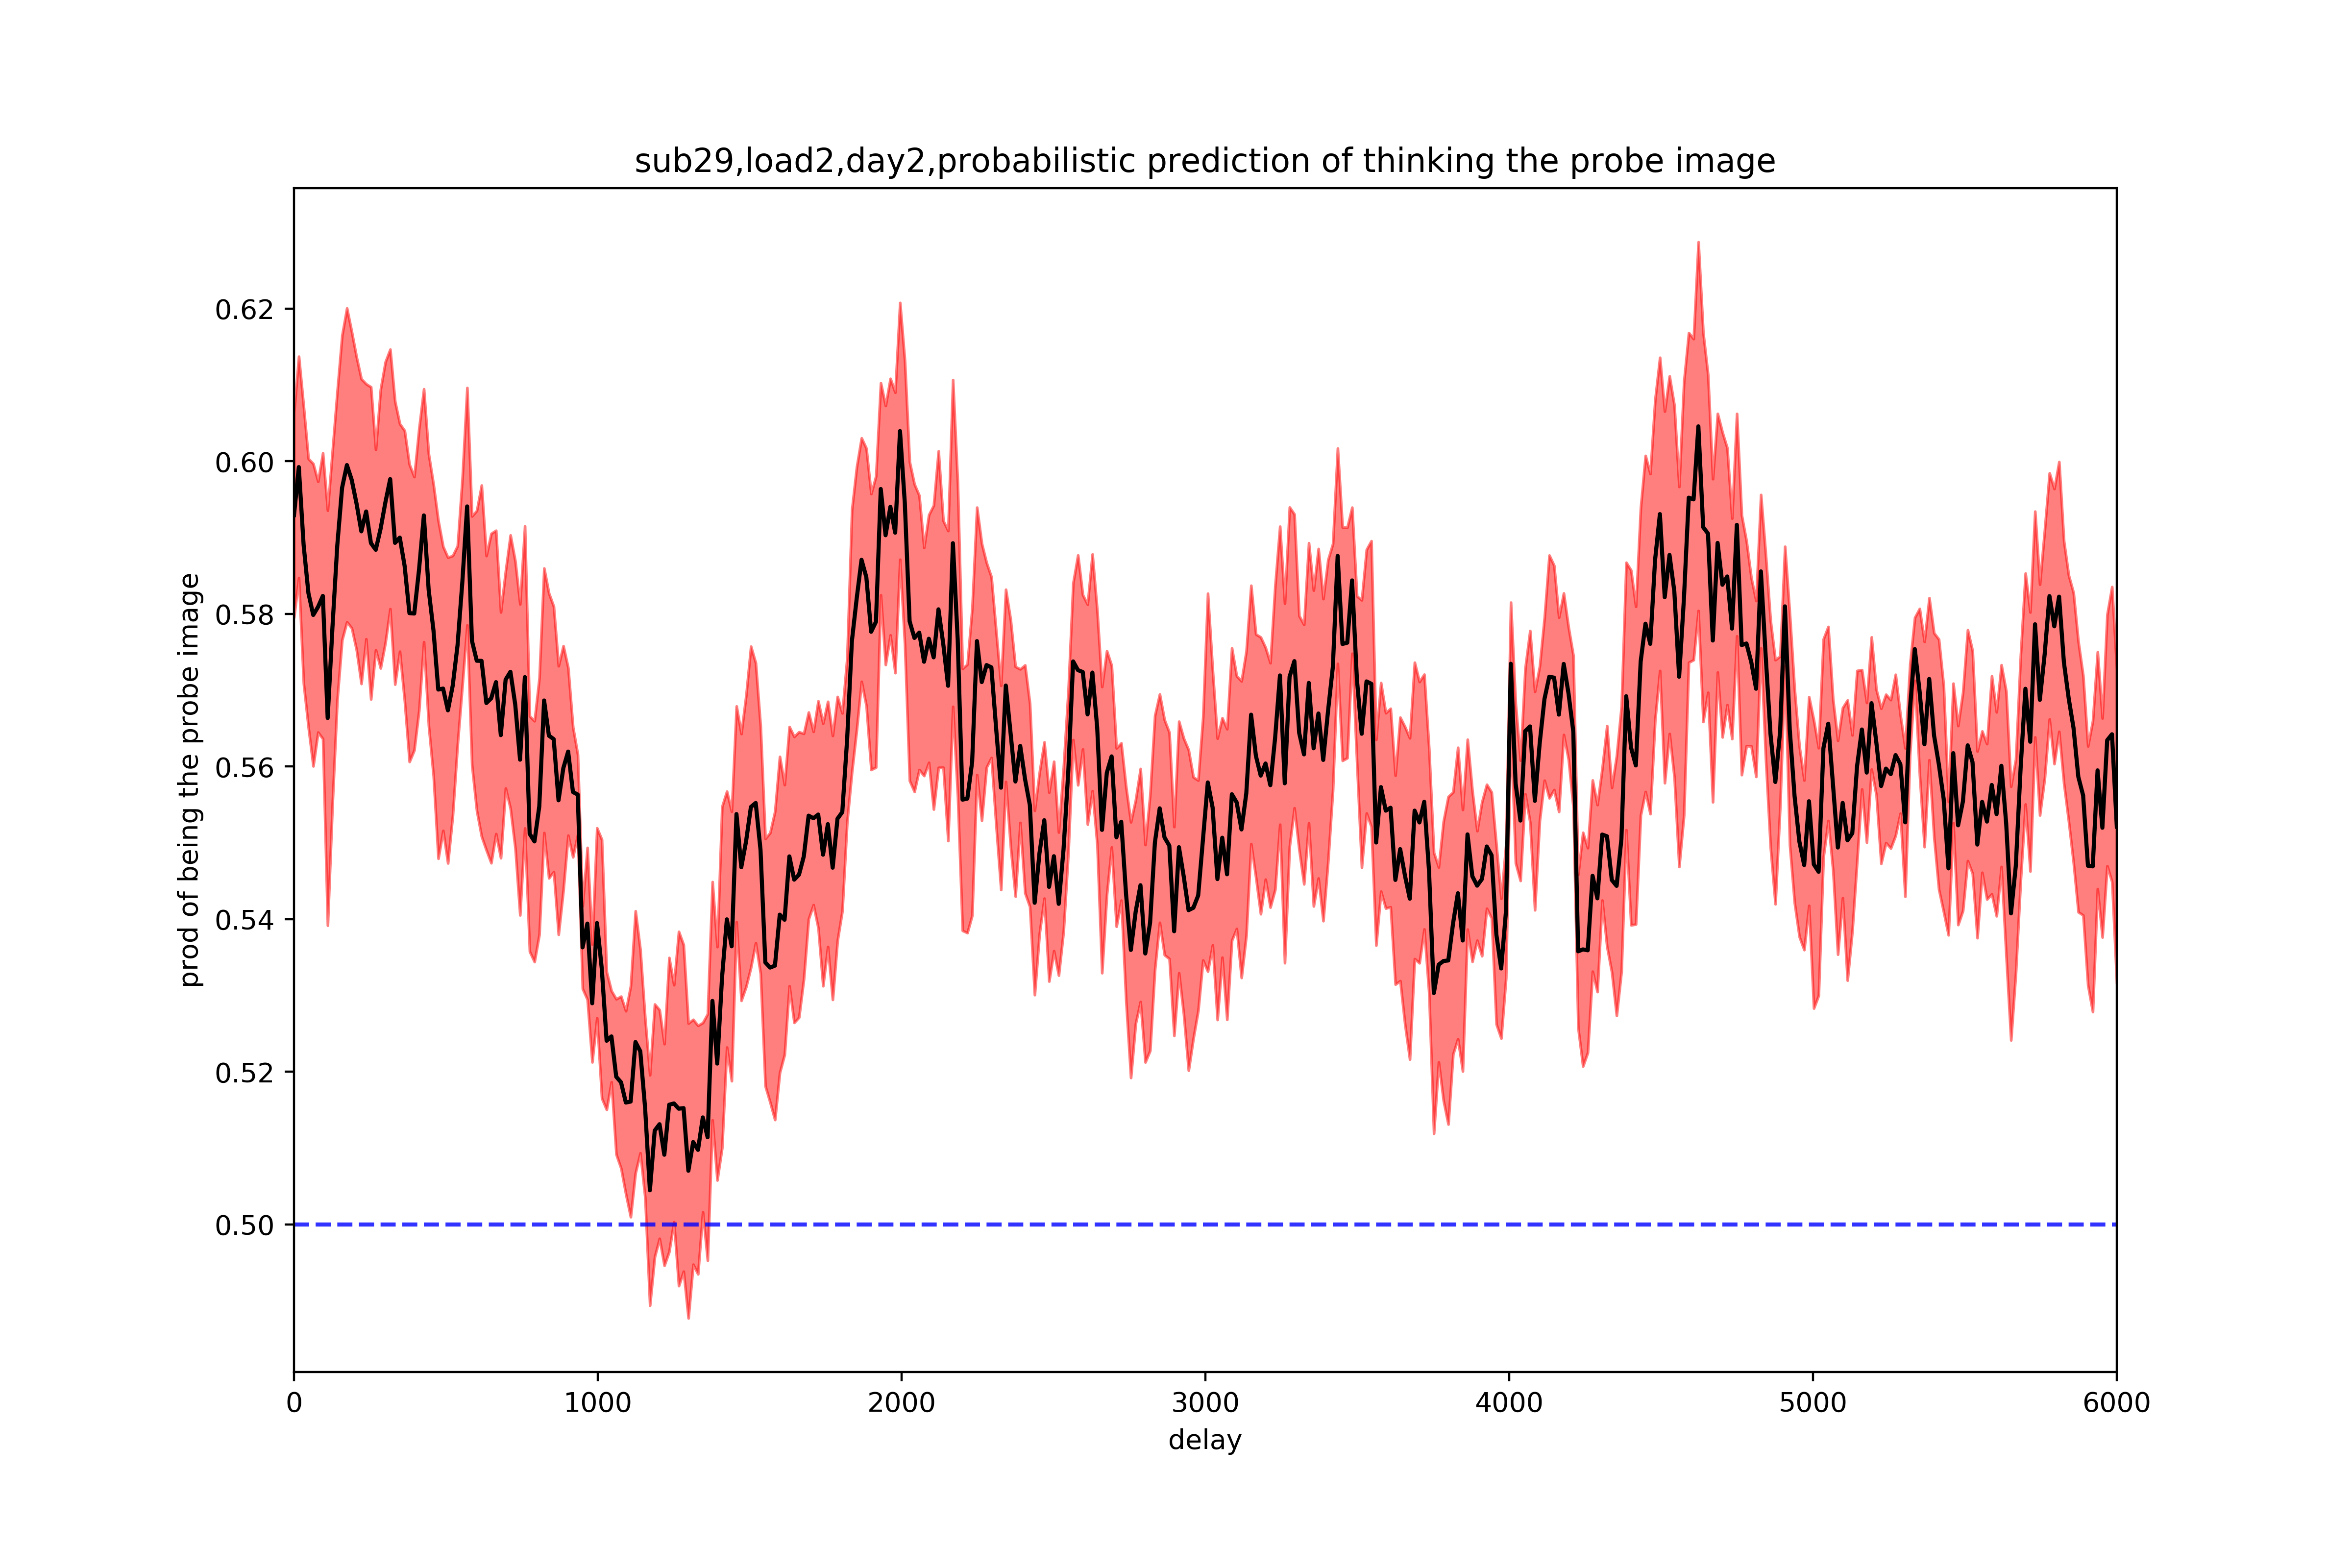 sub29,load2,day2,probabilistic prediction of thinking the probe image
prod of being the probe image
0.62
0.60
0.58
0.56
0.54
0.52
0.50
0 1000 2000 3000 4000 5000 6000
delay